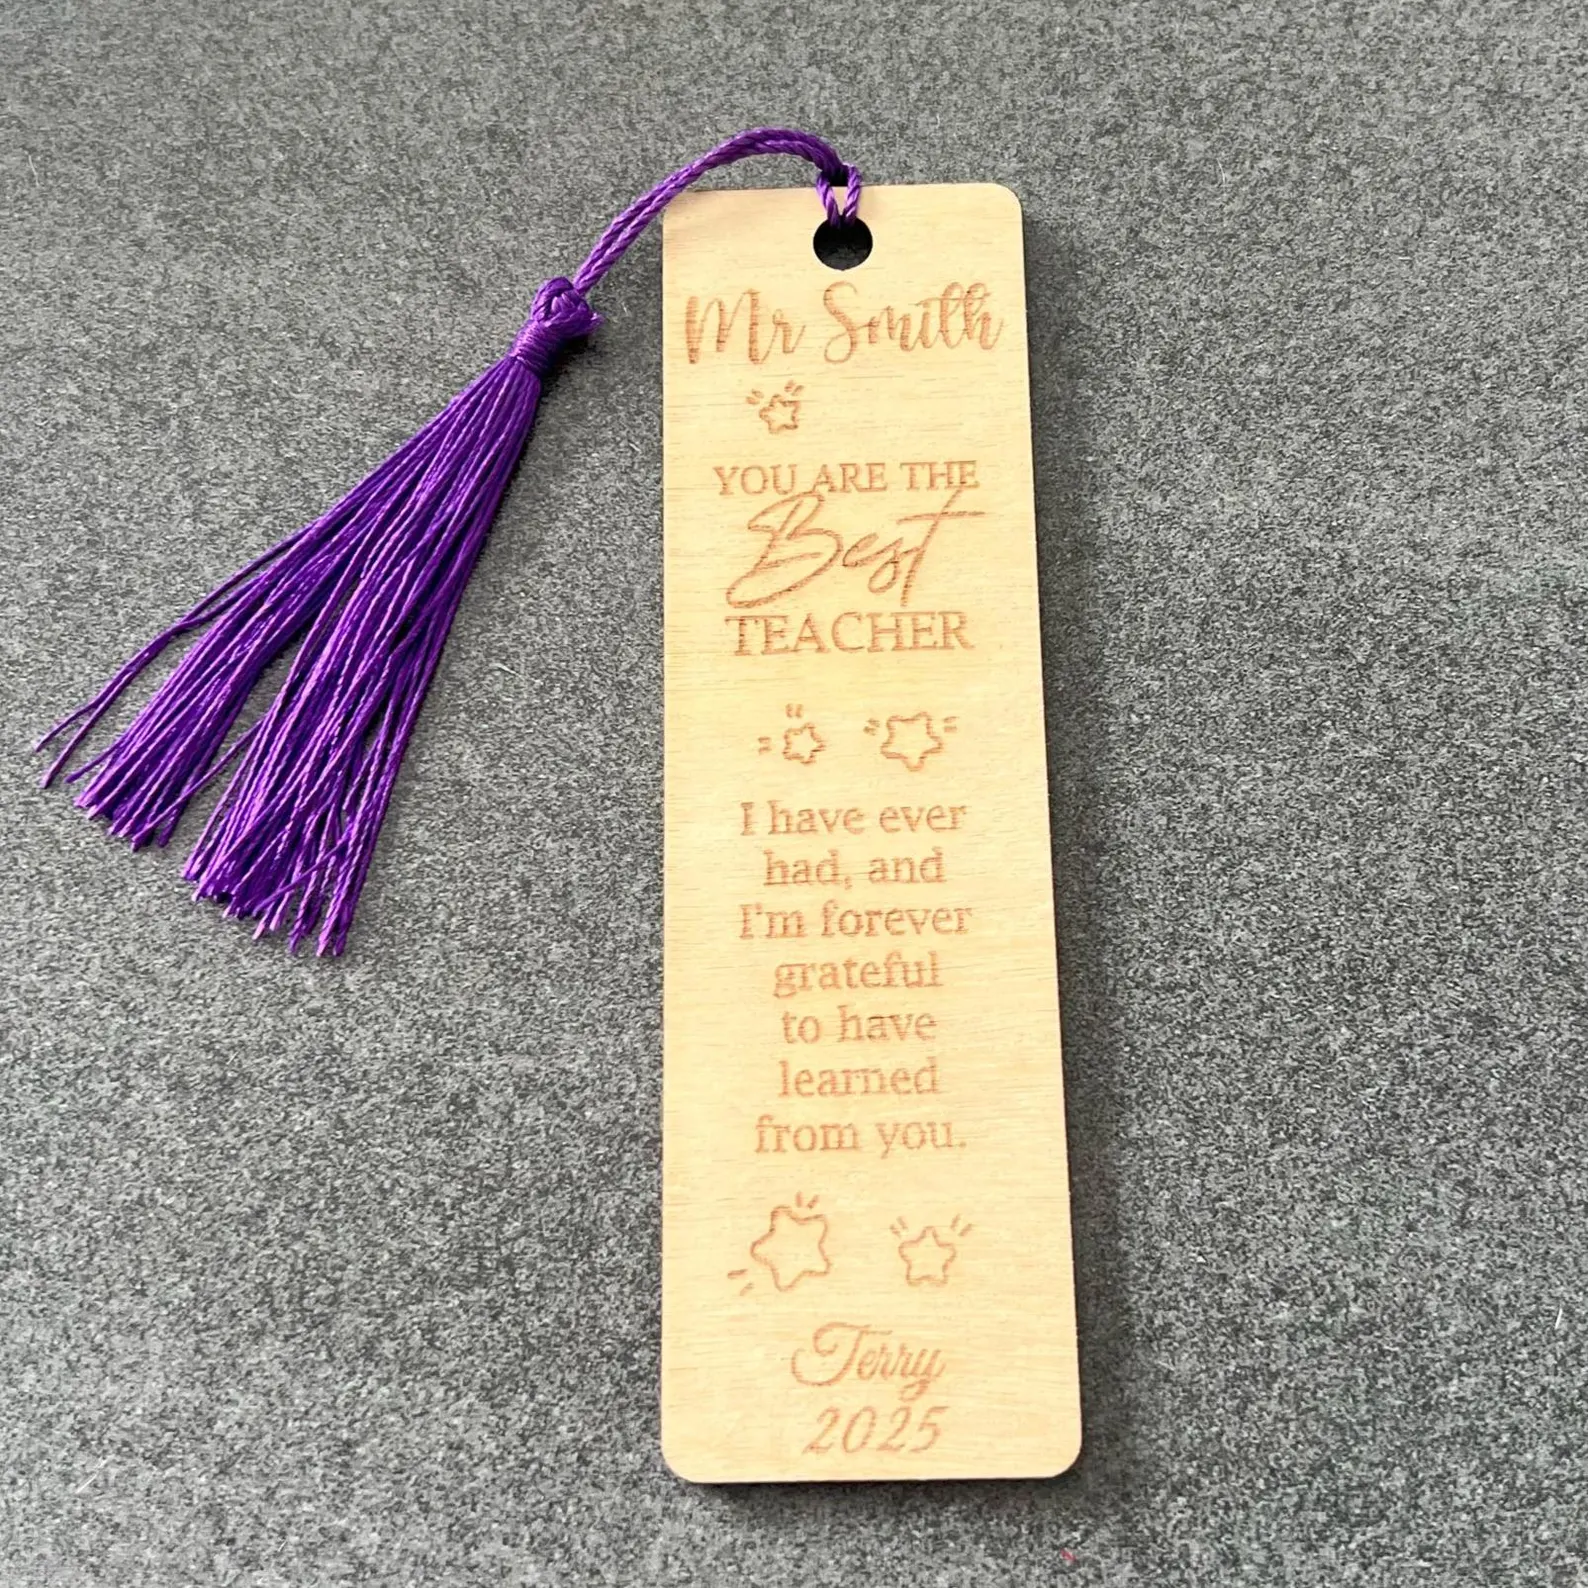 Mr Smith
YOU ARE THE
Best
TEACHER
I have ever
had, and
I'm forever
grateful
to have
learned
from you.
Terry
2025